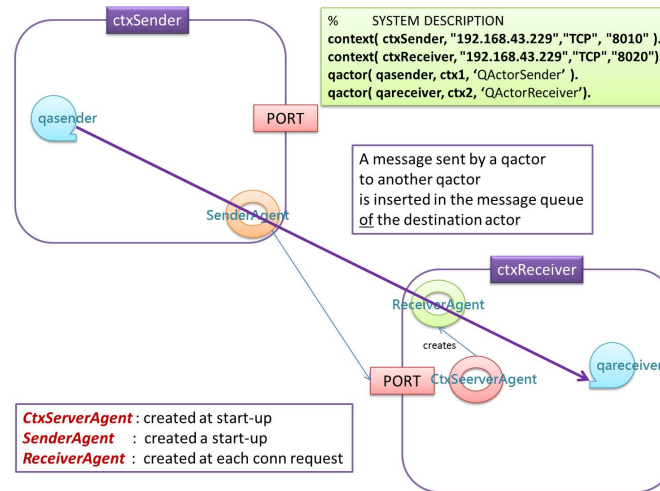 ctxSender
% SYSTEM DESCRIPTION
context( ctxSender, "192.168.43.229","TCP", "8010" ).
context( ctxReceiver, "192.168.43.229","TCP","8020").
qactor( qasender, ctx1, ‘QActorSender’ ).
qactor( qareceiver, ctx2, ‘QActorReceiver’).
qasender
PORT
A message sent by a qactor
to another qactor
is inserted in the message queue
of the destination actor
SenderAgent
ctxReceiver
ReceiverAgent
creates
PORT
CtxSeerverAgent
qareceiver
CtxServerAgent : created at start-up
SenderAgent : created a start-up
ReceiverAgent : created at each conn request